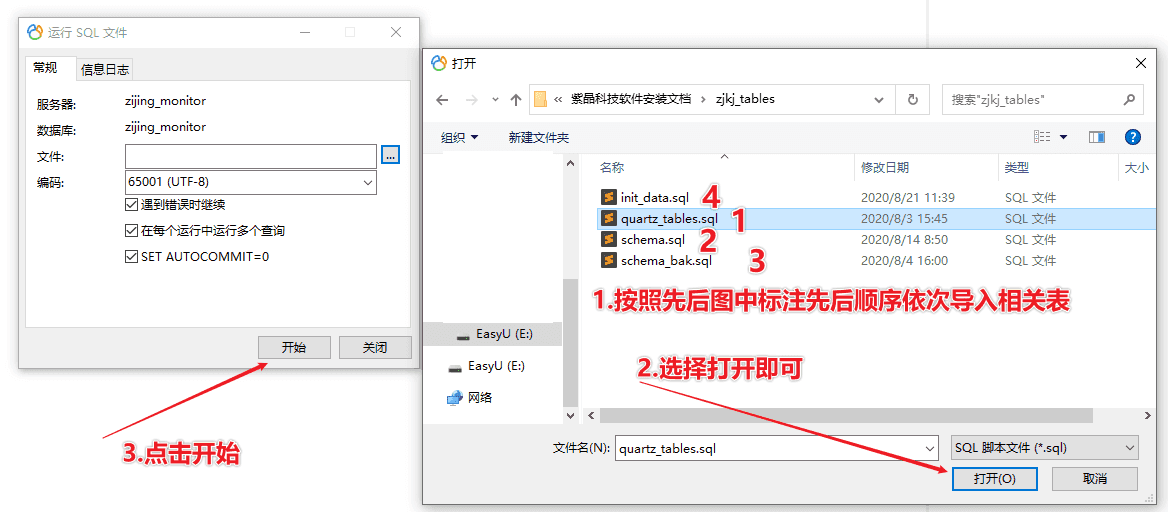 运行 SQL 文件
常规
信息日志
服务器:
zijing_monitor
数据库:
zijing_monitor
文件:
...
编码:
65001 (UTF-8)
遇到错误时继续
在每个运行中运行多个查询
SET AUTOCOMMIT=0
开始
关闭
3.点击开始
打开
« 紫晶科技软件安装文档 › zjkj_tables
搜索"zjkj_tables"
组织
新建文件夹
?
名称
修改日期
类型
大小
init_data.sql 4 2020/8/21 11:39 SQL 文件
quartz_tables.sql 1 2020/8/3 15:45 SQL 文件
schema.sql 2 2020/8/14 8:50 SQL 文件
schema_bak.sql 3 2020/8/4 16:00 SQL 文件
1.按照先后图中标注先后顺序依次导入相关表
EasyU (E:)
EasyU (E:)
网络
2.选择打开即可
文件名(N):
quartz_tables.sql
SQL 脚本文件 (*.sql)
打开(O)
取消